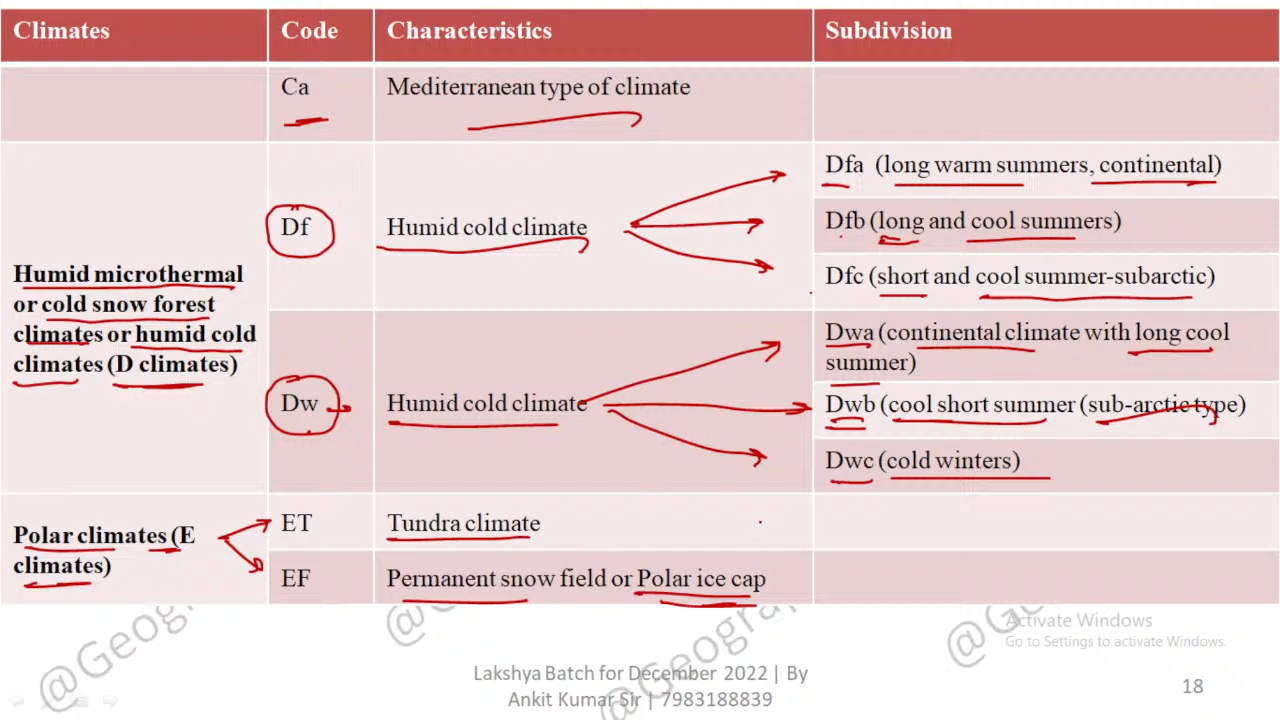 Climates Code Characteristics Subdivision
Ca Mediterranean type of climate
Humid microthermal
or cold snow forest
climates or humid cold
climates (D climates)
Df Humid cold climate
Dfa (long warm summers, continental)
Dfb (long and cool summers)
Dfc (short and cool summer-subarctic)
Dw Humid cold climate
Dwa (continental climate with long cool
summer)
Dwb (cool short summer (sub-arctic type)
Dwc (cold winters)
Polar climates (E
climates)
ET Tundra climate
EF Permanent snow field or Polar ice cap
@Geog
@G
Geograp
@Geo
Activate Windows
Go to Settings to activate Windows.
Lakshya Batch for December 2022 | By
Ankit Kumar Sir | 7983188839
18